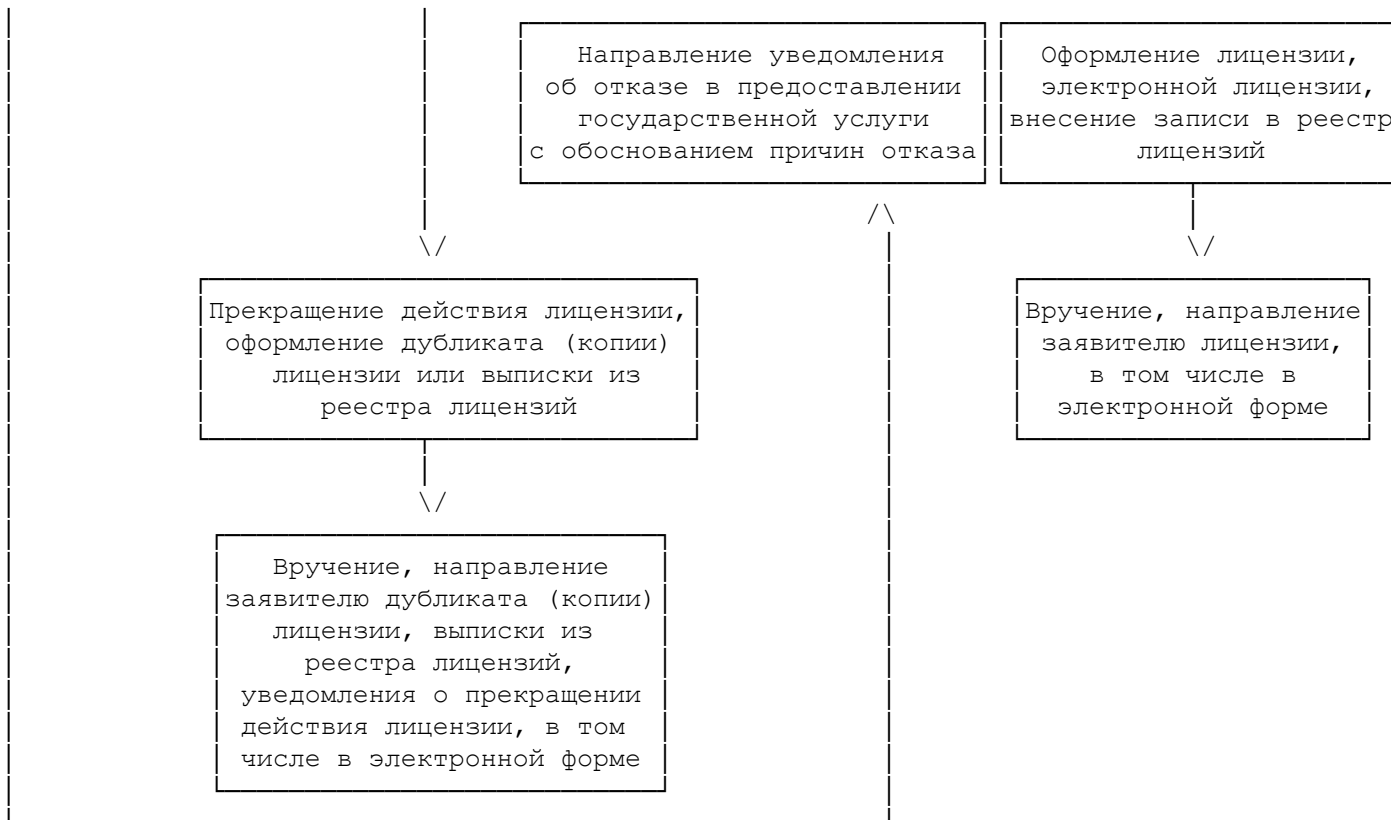 Направление уведомления
об отказе в предоставлении
государственной услуги
с обоснованием причин отказа
Оформление лицензии,
электронной лицензии,
внесение записи в реестр
лицензий
Прекращение действия лицензии,
оформление дубликата (копии)
лицензии или выписки из
реестра лицензий
Вручение, направление
заявителю лицензии,
в том числе в
электронной форме
Вручение, направление
заявителю дубликата (копии)
лицензии, выписки из
реестра лицензий,
уведомления о прекращении
действия лицензии, в том
числе в электронной форме